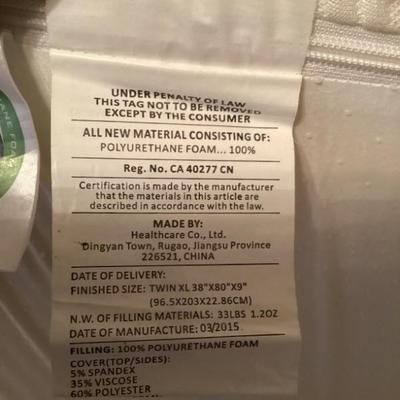 UNDER PENALTY OF LAW
THIS TAG NOT TO BE REMOVED
EXCEPT BY THE CONSUMER
ALL NEW MATERIAL CONSISTING OF:
POLYURETHANE FOAM... 100%
Reg. No. CA 40277 CN
Certification is made by the manufacturer
that the materials in this article are
described in accordance with the law.
MADE BY:
Healthcare Co., Ltd.
Dingyan Town, Rugao, Jiangsu Province
226521, CHINA
DATE OF DELIVERY:
FINISHED SIZE: TWIN XL 38"X80"X9"
(96.5X203X22.86CM)
N.W. OF FILLING MATERIALS: 33LBS 1.2OZ
DATE OF MANUFACTURE: 03/2015
FILLING: 100% POLYURETHANE FOAM
COVER(TOP/SIDES):
5% SPANDEX
35% VISCOSE
60% POLYESTER